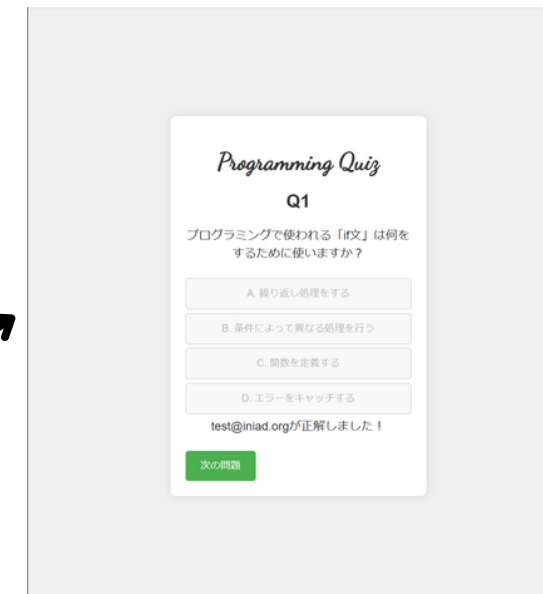 Programming Quiz
Q1
プログラミングで使われる「if文」は何を
するために使いますか？
A. 繰り返し処理をする
B. 条件によって異なる処理を行う
C. 関数を定義する
D. エラーをキャッチする
test@iniad.orgが正解しました！
次の問題